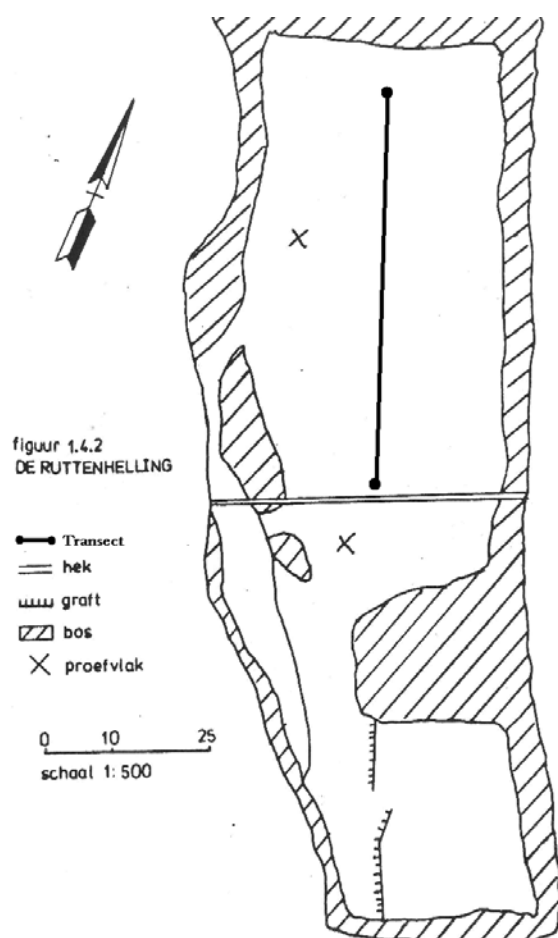 figuur 1.4.2
DE RUTTENHELLING
Transect
hek
graft
bos
proefvlak
0 10 25
schaal 1:500